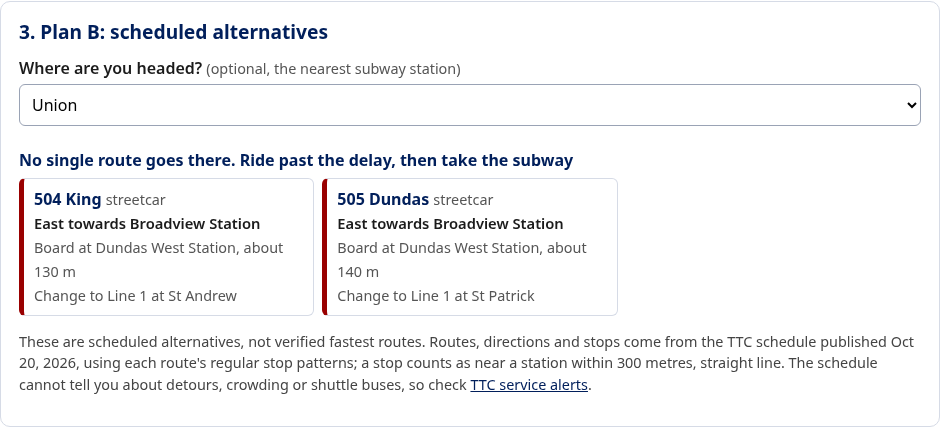 3. Plan B: scheduled alternatives
Where are you headed? (optional, the nearest subway station)
Union
No single route goes there. Ride past the delay, then take the subway
504 King streetcar
East towards Broadview Station
Board at Dundas West Station, about
130 m
Change to Line 1 at St Andrew
505 Dundas streetcar
East towards Broadview Station
Board at Dundas West Station, about
140 m
Change to Line 1 at St Patrick
These are scheduled alternatives, not verified fastest routes. Routes, directions and stops come from the TTC schedule published Oct
20, 2026, using each route's regular stop patterns; a stop counts as near a station within 300 metres, straight line. The schedule
cannot tell you about detours, crowding or shuttle buses, so check TTC service alerts.